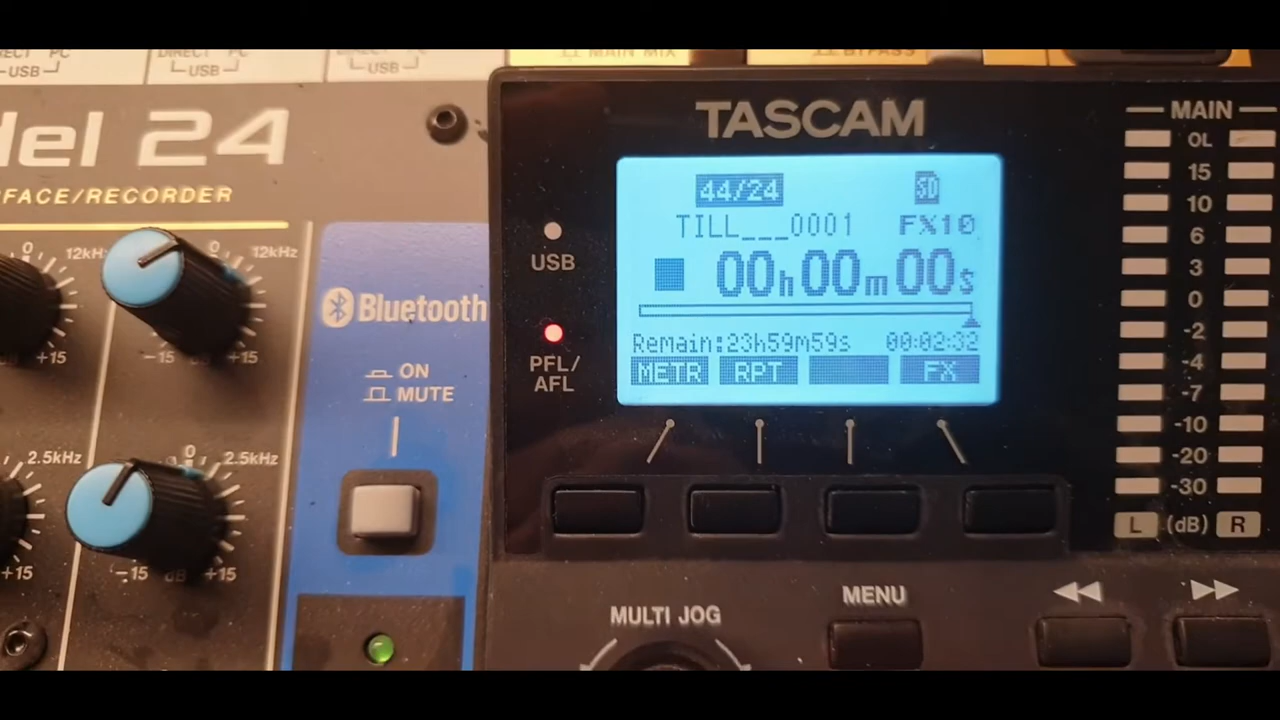 DIRECT PC
USB
DIRECT PC
USB
USB
MAIN MIX
BYPASS
del 24
FACE/RECORDER
TASCAM
MAIN
OL
15
10
6
3
0
-2
-4
-7
-10
-20
-30
L (dB) R
44/24 SD
TILL___0001 FX10
00h00m00s
Remain:23h59m59s 00:02:32
METR RPT FX
USB
PFL/
AFL
Bluetooth
ON
MUTE
0 12kHz
0 12kHz
+15
-15 +15
2.5kHz
0 2.5kHz
+15
-15 dB +15
MULTI JOG
MENU